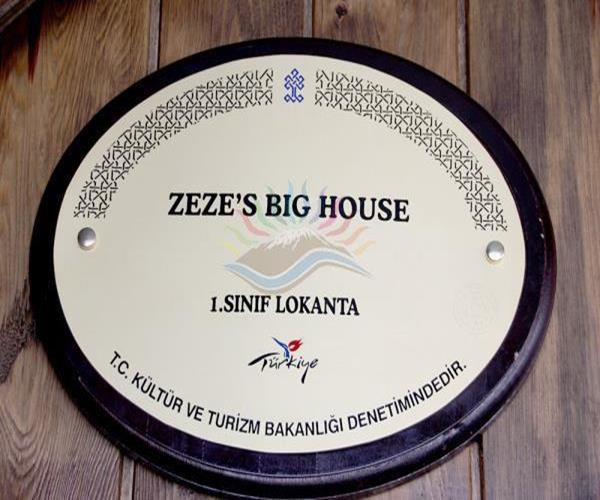 ZEZE'S BIG HOUSE
1.SINIF LOKANTA
Türkiye
T.C. KÜLTÜR VE TURİZM BAKANLIĞI DENETİMİNDEDİR.